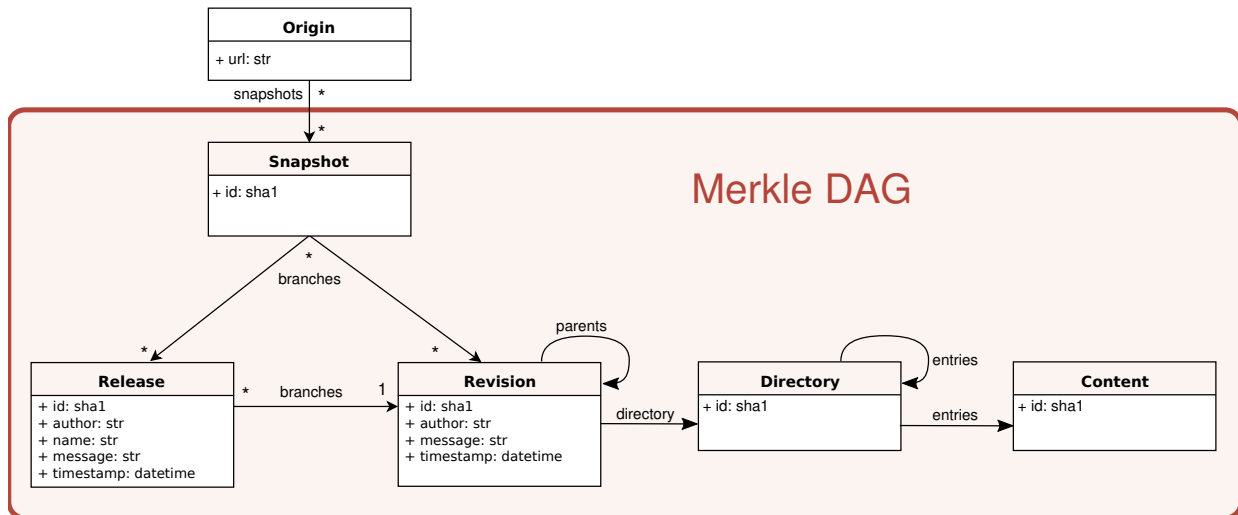 Origin
+ url: str
snapshots
*
*
Snapshot
+ id: sha1
Merkle DAG
*
branches
*
*
parents
entries
Release
+ id: sha1
+ author: str
+ name: str
+ message: str
+ timestamp: datetime
*
branches
1
Revision
+ id: sha1
+ author: str
+ message: str
+ timestamp: datetime
directory
Directory
+ id: sha1
entries
Content
+ id: sha1